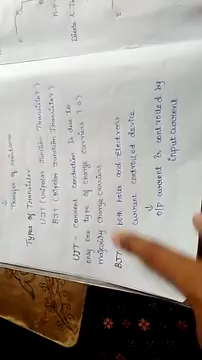 Transfer of resistance
Types of Transistor
UJT (Unipolar Junction Transistor)
BJT (Bipolar Junction Transistor)
UJT - current conduction is due to
only one type of charge carriers
majority charge carriers
BJT both holes and electrons
current controlled device
↓
o/p current is controlled by
input current